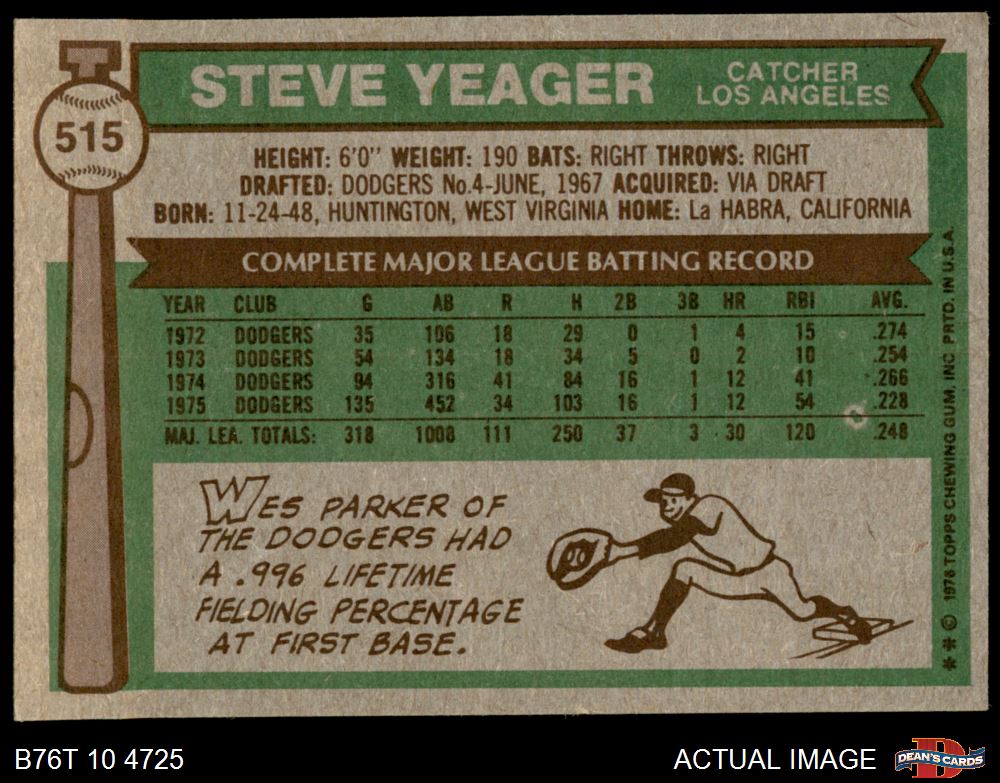 STEVE YEAGER
CATCHER
LOS ANGELES
515
HEIGHT: 6'0" WEIGHT: 190 BATS: RIGHT THROWS: RIGHT
DRAFTED: DODGERS No.4-JUNE, 1967 ACQUIRED: VIA DRAFT
BORN: 11-24-48, HUNTINGTON, WEST VIRGINIA HOME: La HABRA, CALIFORNIA
COMPLETE MAJOR LEAGUE BATTING RECORD
YEAR CLUB G AB R H 2B 3B HR RBI AVG.
1972 DODGERS 35 106 18 29 0 1 4 15 .274
1973 DODGERS 54 134 18 34 5 0 2 10 .254
1974 DODGERS 94 316 41 84 16 1 12 41 .266
1975 DODGERS 135 452 34 103 16 1 12 54 .228
MAJ. LEA. TOTALS: 318 1008 111 250 37 3 30 120 .248
WES PARKER OF
THE DODGERS HAD
A .996 LIFETIME
FIELDING PERCENTAGE
AT FIRST BASE.
** © 1976 TOPPS CHEWING GUM, INC PRTD. IN U.S.A.
B76T 10 4725
ACTUAL IMAGE
DEAN'S CARDS